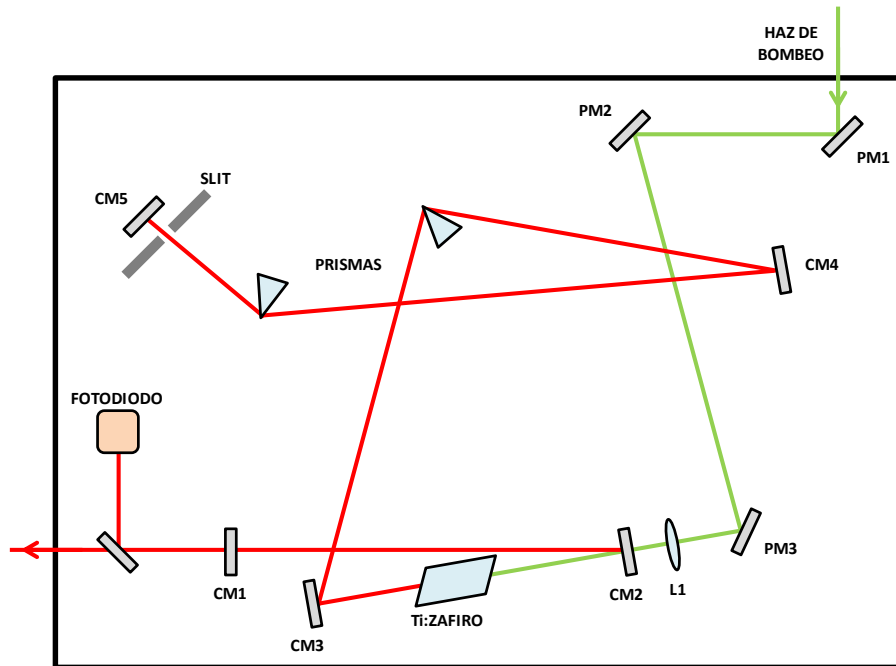 HAZ DE
BOMBEO
PM2
PM1
SLIT
CM5
PRISMAS
CM4
FOTODIODO
PM3
CM1
CM2
L1
Ti:ZAFIRO
CM3